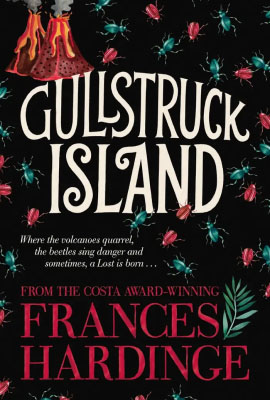 GULLSTRUCK
ISLAND
Where the volcanoes quarrel,
the beetles sing danger and
sometimes, a Lost is born . . .
FROM THE COSTA AWARD-WINNING
FRANCES
HARDINGE